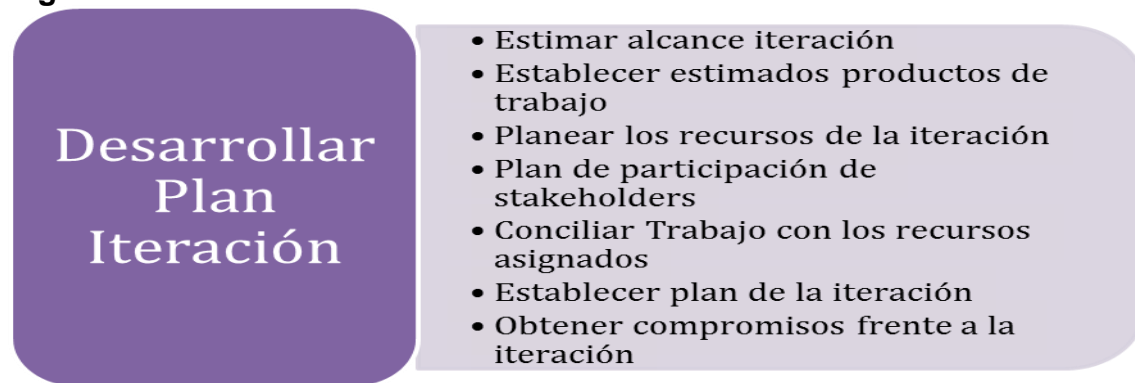 Desarrollar
Plan
Iteración
• Estimar alcance iteración
• Establecer estimados productos de
trabajo
• Planear los recursos de la iteración
• Plan de participación de
stakeholders
• Conciliar Trabajo con los recursos
asignados
• Establecer plan de la iteración
• Obtener compromisos frente a la
iteración